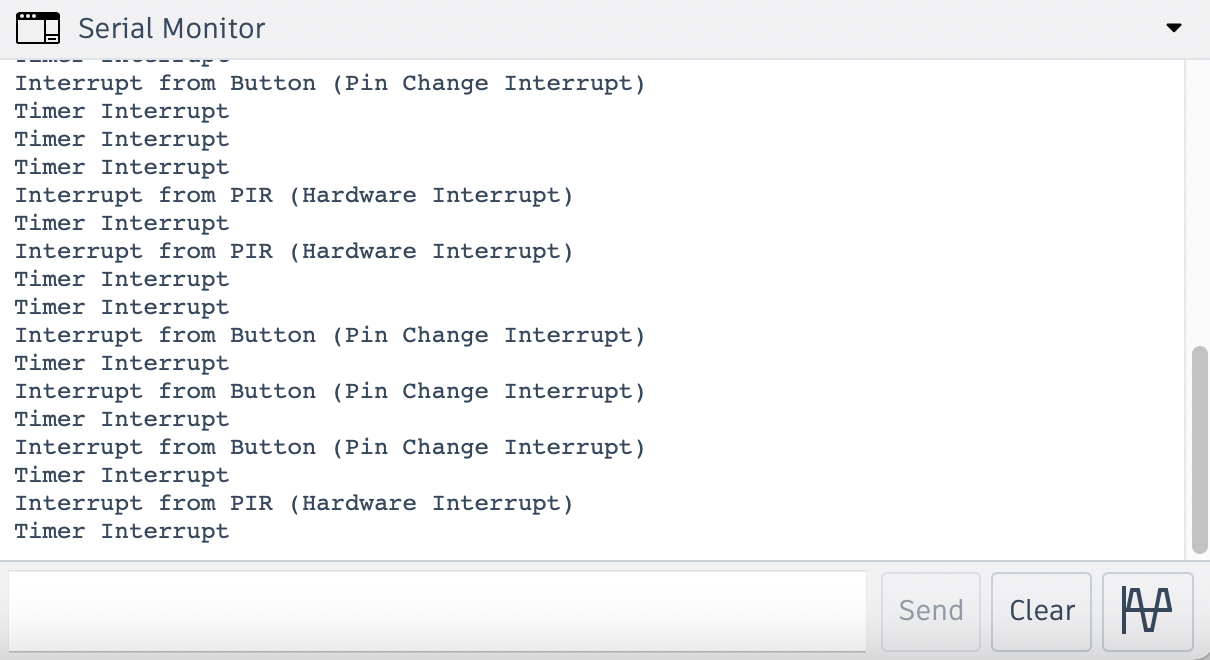 Serial Monitor
Timer Interrupt
Interrupt from Button (Pin Change Interrupt)
Timer Interrupt
Timer Interrupt
Timer Interrupt
Interrupt from PIR (Hardware Interrupt)
Timer Interrupt
Interrupt from PIR (Hardware Interrupt)
Timer Interrupt
Timer Interrupt
Interrupt from Button (Pin Change Interrupt)
Timer Interrupt
Interrupt from Button (Pin Change Interrupt)
Timer Interrupt
Interrupt from Button (Pin Change Interrupt)
Timer Interrupt
Interrupt from PIR (Hardware Interrupt)
Timer Interrupt
Send Clear